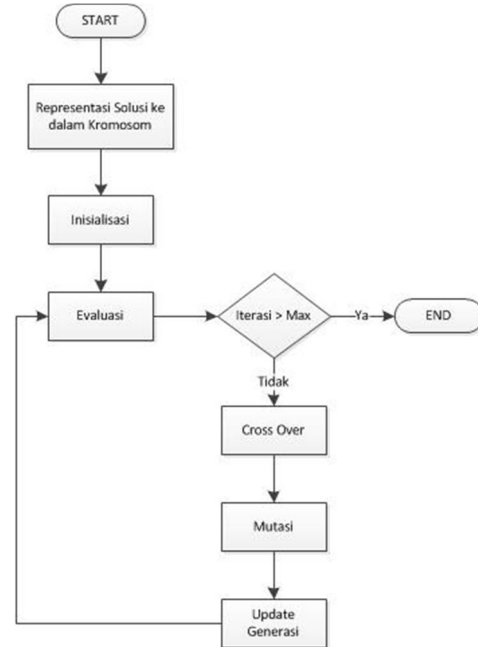 START
Representasi Solusi ke
dalam Kromosom
Inisialisasi
Evaluasi
Iterasi > Max
Ya
END
Tidak
Cross Over
Mutasi
Update
Generasi